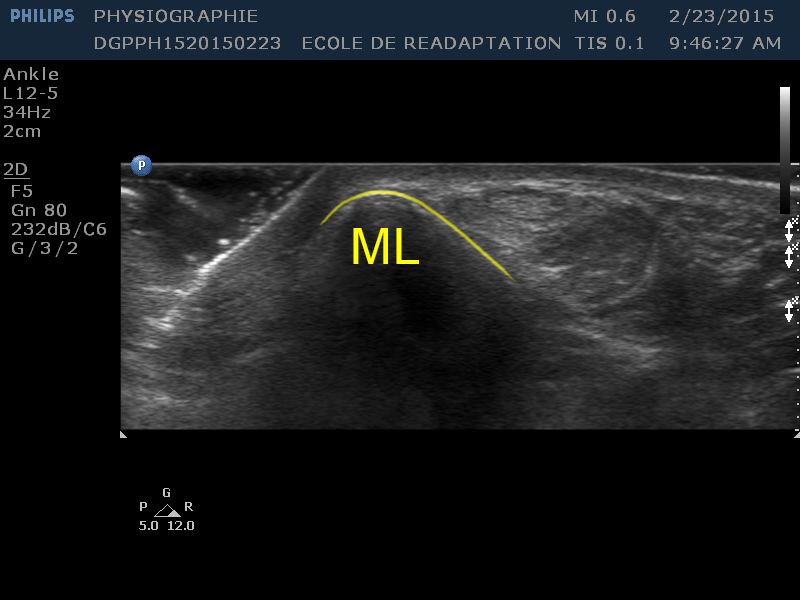 PHILIPS PHYSIOGRAPHIE MI 0.6 2/23/2015
DGPPH1520150223 ECOLE DE READAPTATION TIS 0.1 9:46:27 AM
Ankle
L12-5
34Hz
2cm
2D
F5
Gn 80
232dB/C6
G/3/2
P
ML
G
P R
5.0 12.0